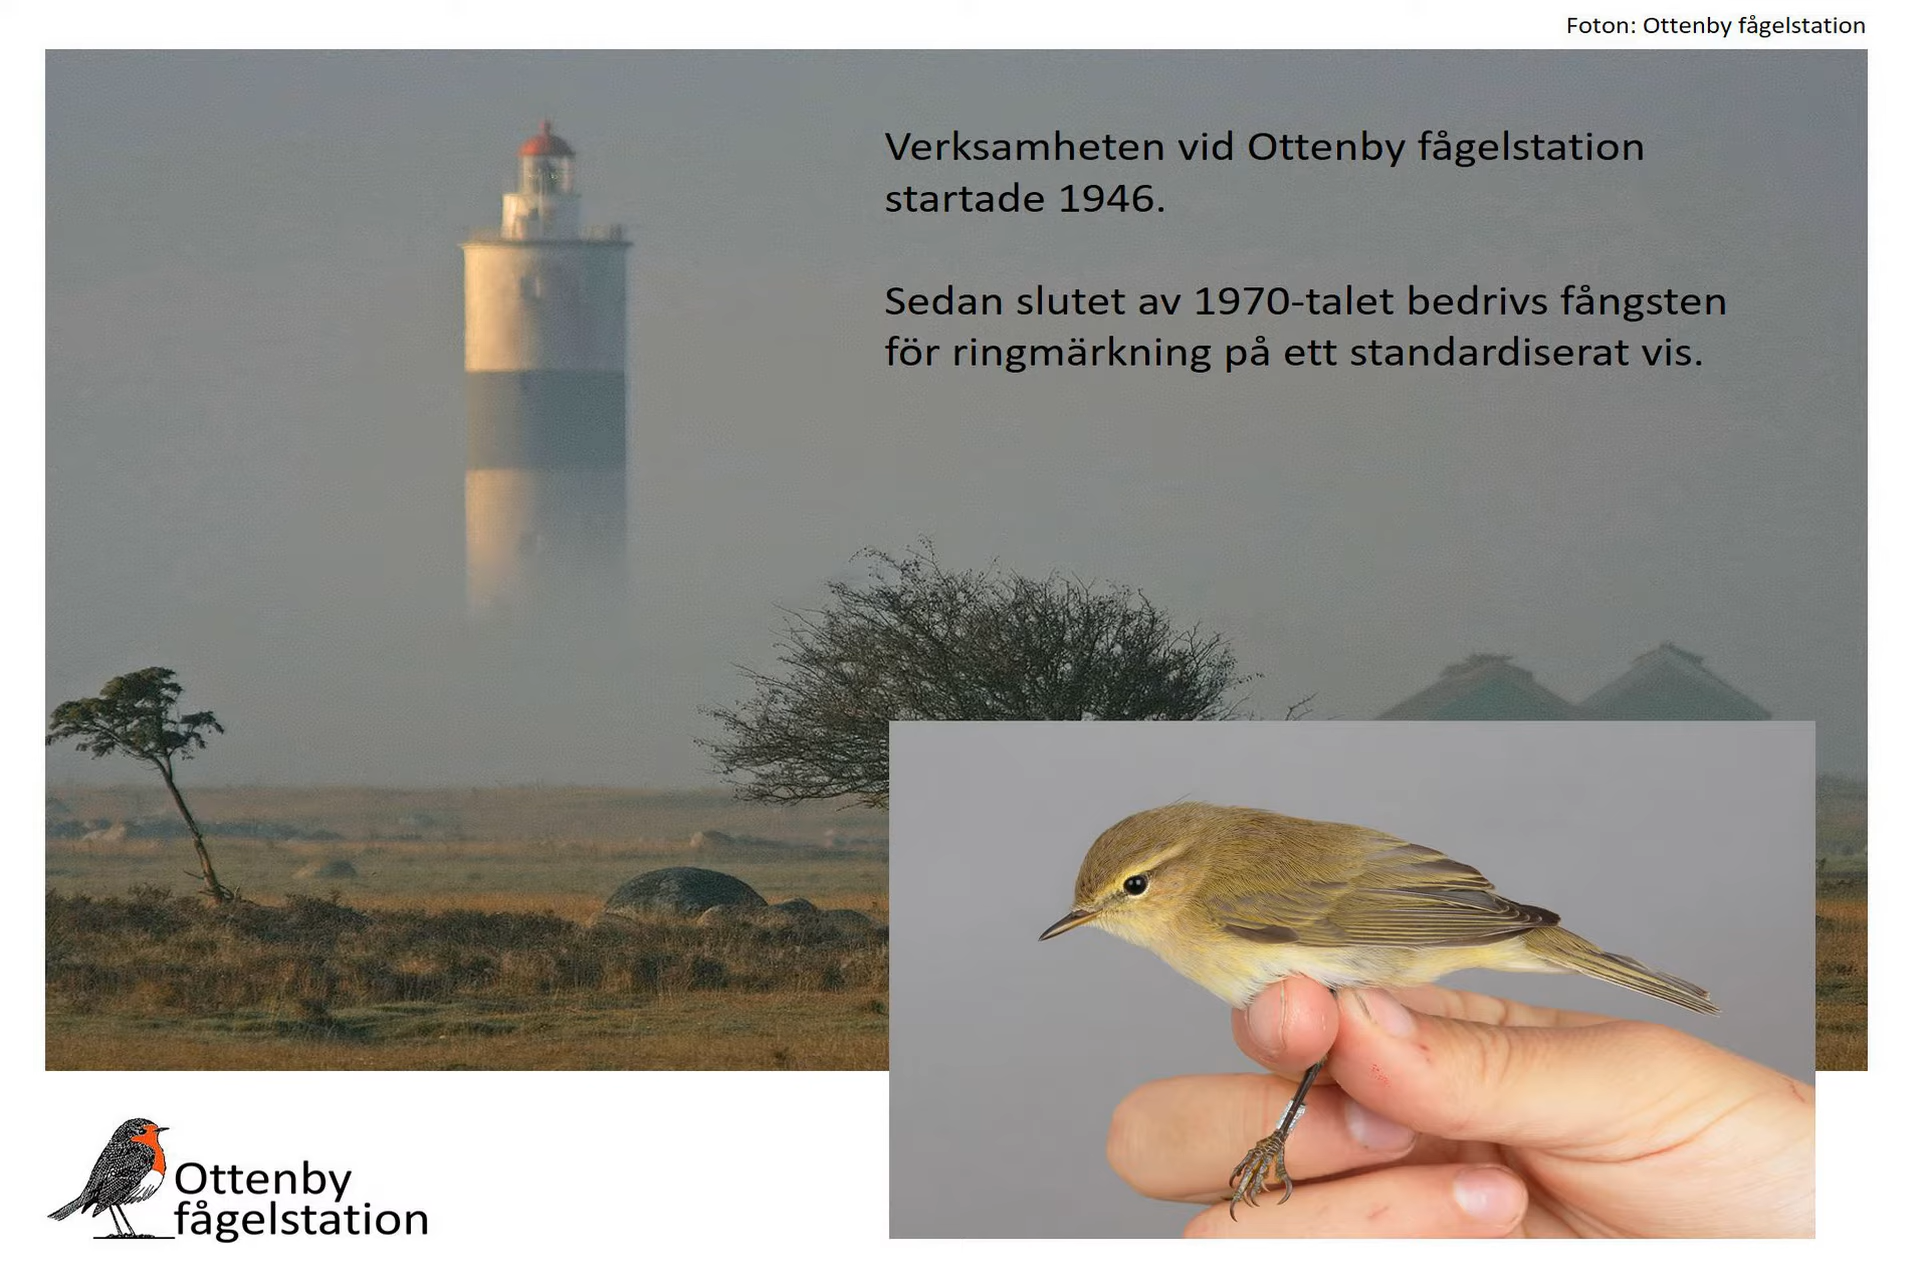 Foton: Ottenby fågelstation
Verksamheten vid Ottenby fågelstation
startade 1946.
Sedan slutet av 1970-talet bedrivs fångsten
för ringmärkning på ett standardiserat vis.
Ottenby
fågelstation